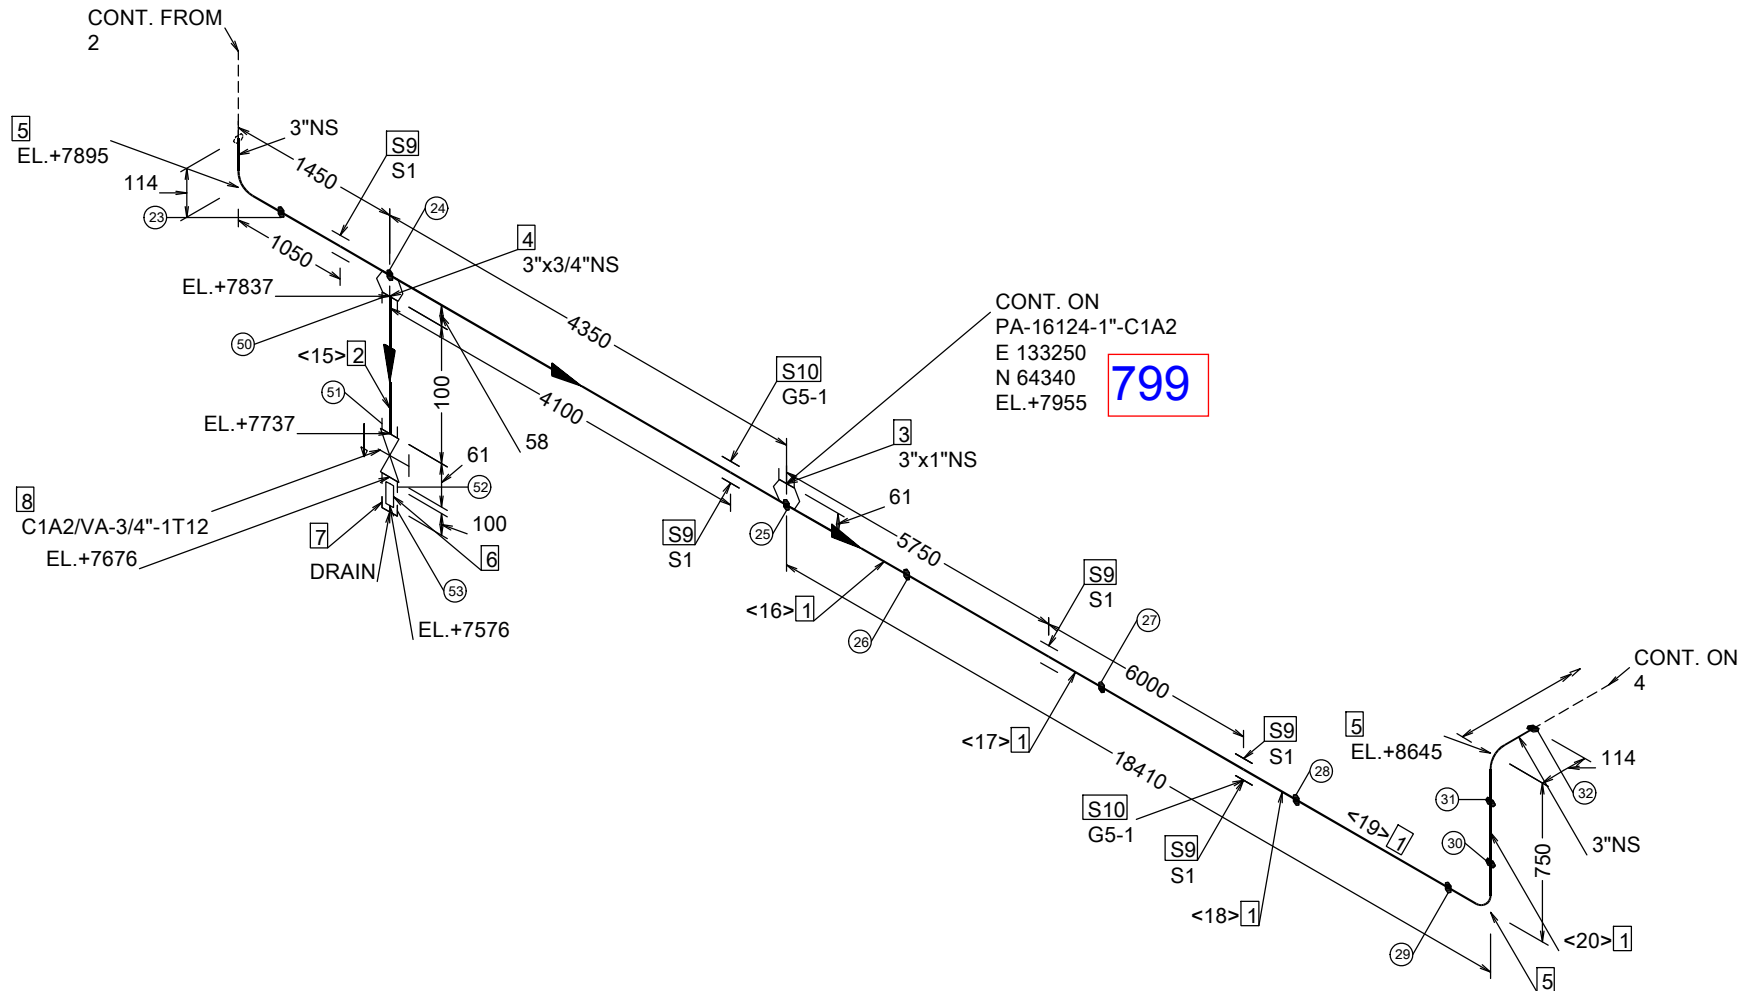 CONT. FROM
2
5
EL.+7895
3"NS
114
23
1450
S9
S1
24
1050
4
3"x3/4"NS
EL.+7837
50
<15> 2
51
EL.+7737
100
4350
4100
58
61
8
C1A2/VA-3/4"-1T12
EL.+7676
52
100
7
6
DRAIN
53
EL.+7576
CONT. ON
PA-16124-1"-C1A2
E 133250
N 64340
EL.+7955
799
S10
G5-1
3
3"x1"NS
61
S9
S1
25
5750
<16> 1
26
S9
S1
27
6000
<17> 1
18410
S9
S1
28
S10
G5-1
S9
S1
<18> 1
<19> 1
29
CONT. ON
4
5
EL.+8645
114
31
32
30
750
3"NS
<20> 1
5